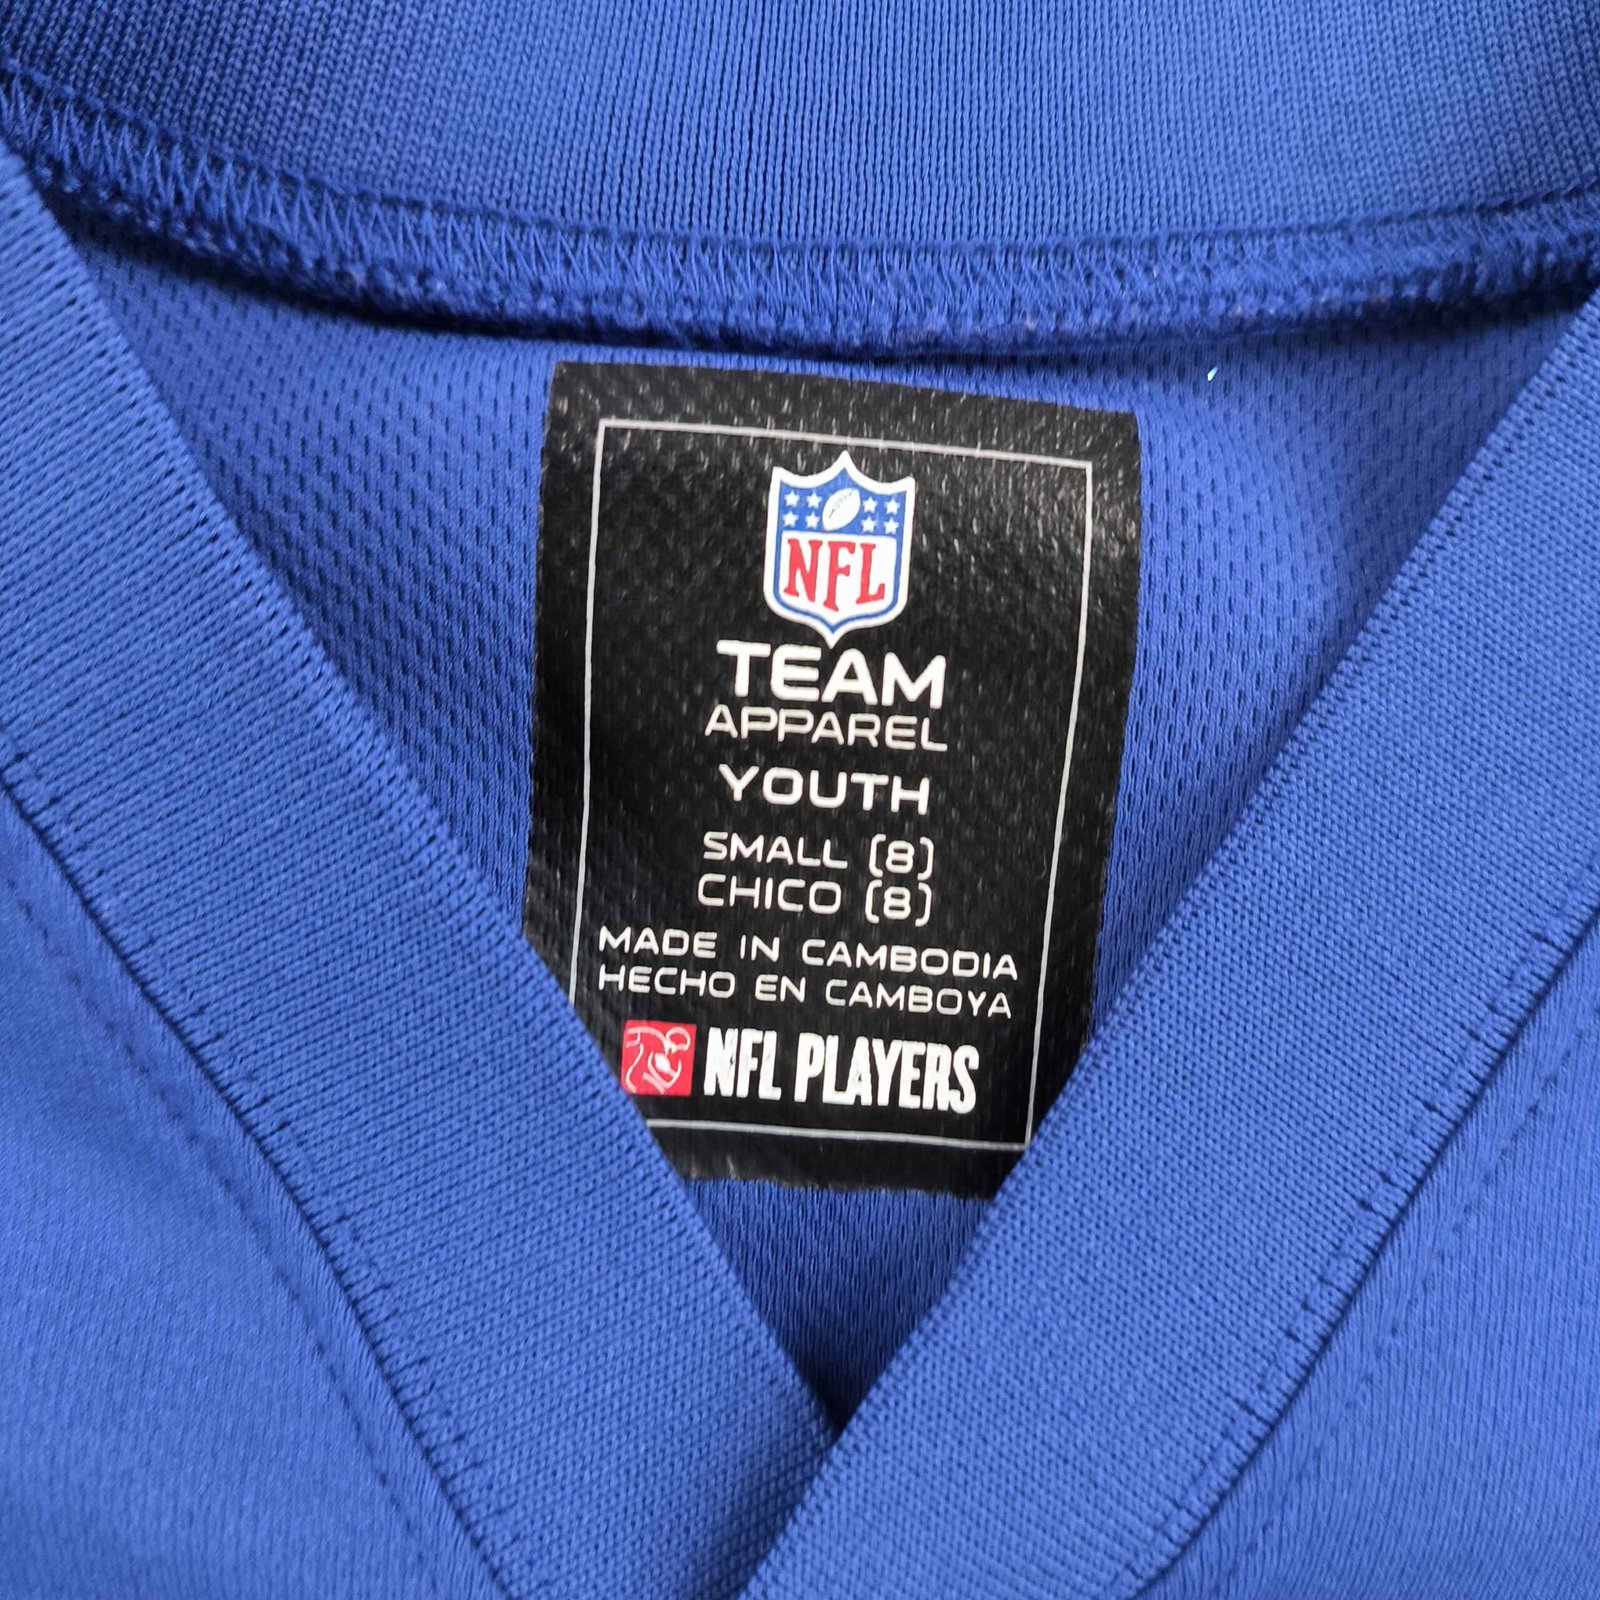 NFL
TEAM
APPAREL
YOUTH
SMALL (8)
CHICO (8)
MADE IN CAMBODIA
HECHO EN CAMBOYA
NFL PLAYERS